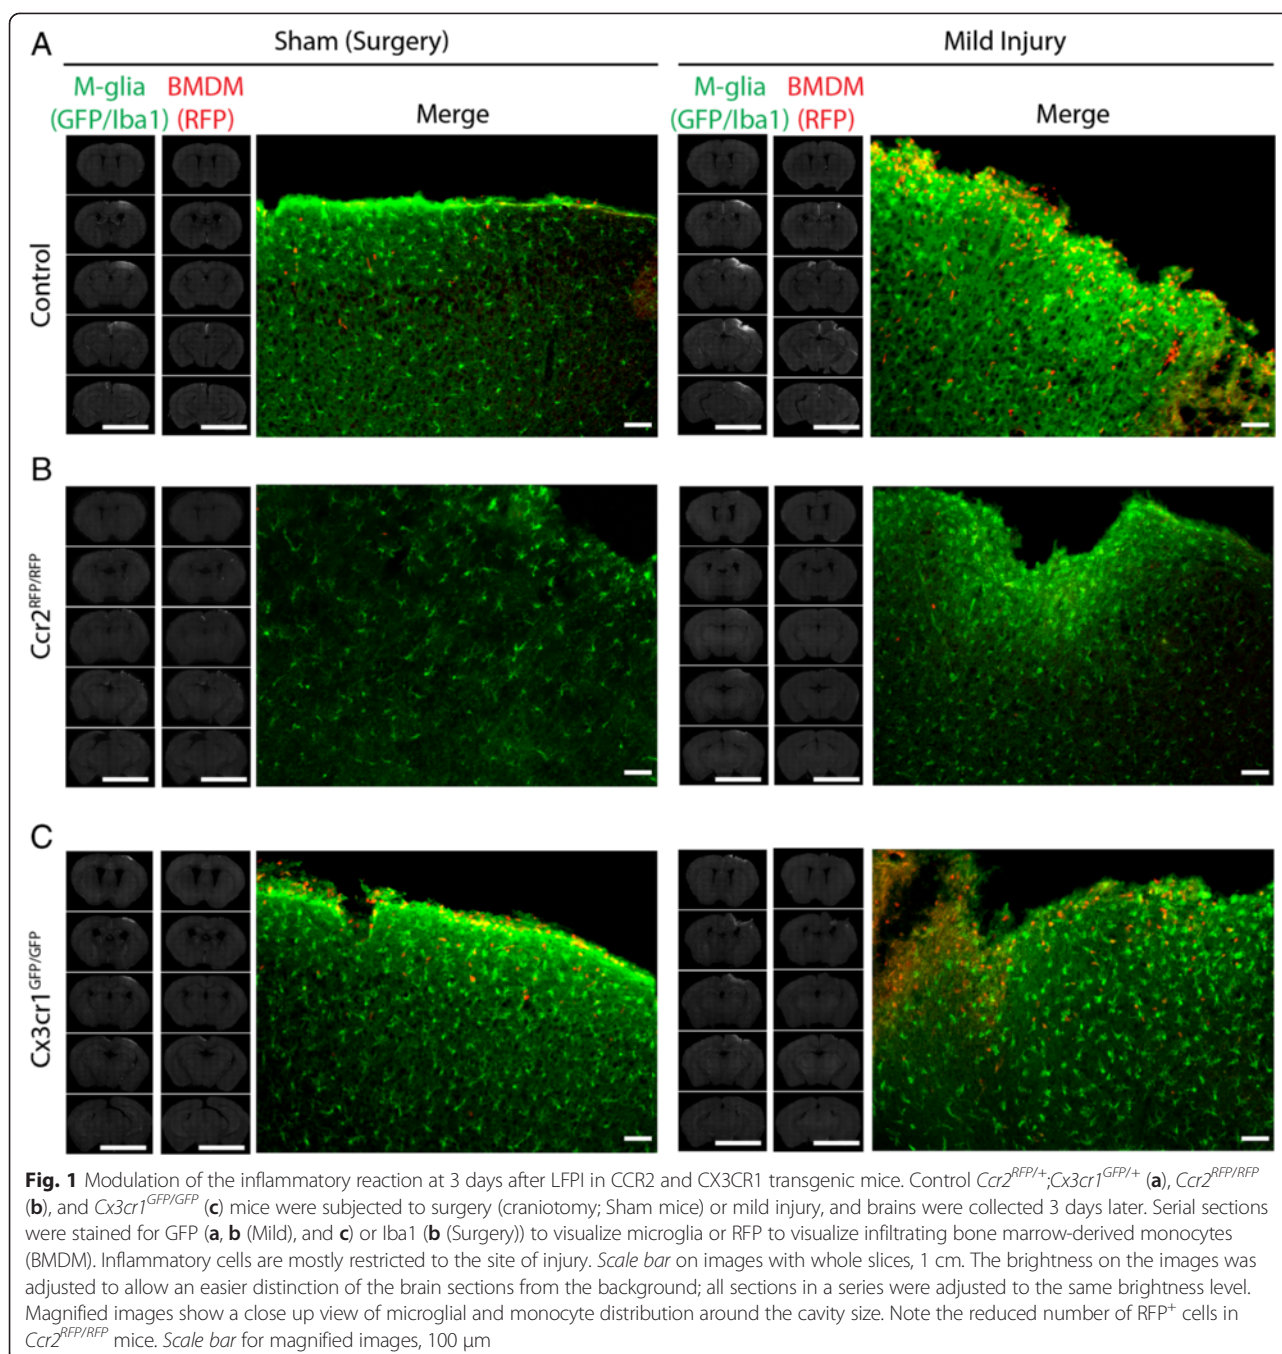 A
Sham (Surgery)
Mild Injury
M-glia
(GFP/Iba1)
BMDM
(RFP)
Merge
M-glia
(GFP/Iba1)
BMDM
(RFP)
Merge
Control
B
Ccr2RFP/RFP
C
Cx3cr1GFP/GFP
Fig. 1 Modulation of the inflammatory reaction at 3 days after LFPI in CCR2 and CX3CR1 transgenic mice. Control Ccr2RFP/+;Cx3cr1GFP/+ (a), Ccr2RFP/RFP
(b), and Cx3cr1GFP/GFP (c) mice were subjected to surgery (craniotomy; Sham mice) or mild injury, and brains were collected 3 days later. Serial sections
were stained for GFP (a, b (Mild), and c) or Iba1 (b (Surgery)) to visualize microglia or RFP to visualize infiltrating bone marrow-derived monocytes
(BMDM). Inflammatory cells are mostly restricted to the site of injury. Scale bar on images with whole slices, 1 cm. The brightness on the images was
adjusted to allow an easier distinction of the brain sections from the background; all sections in a series were adjusted to the same brightness level.
Magnified images show a close up view of microglial and monocyte distribution around the cavity size. Note the reduced number of RFP+ cells in
Ccr2RFP/RFP mice. Scale bar for magnified images, 100 μm